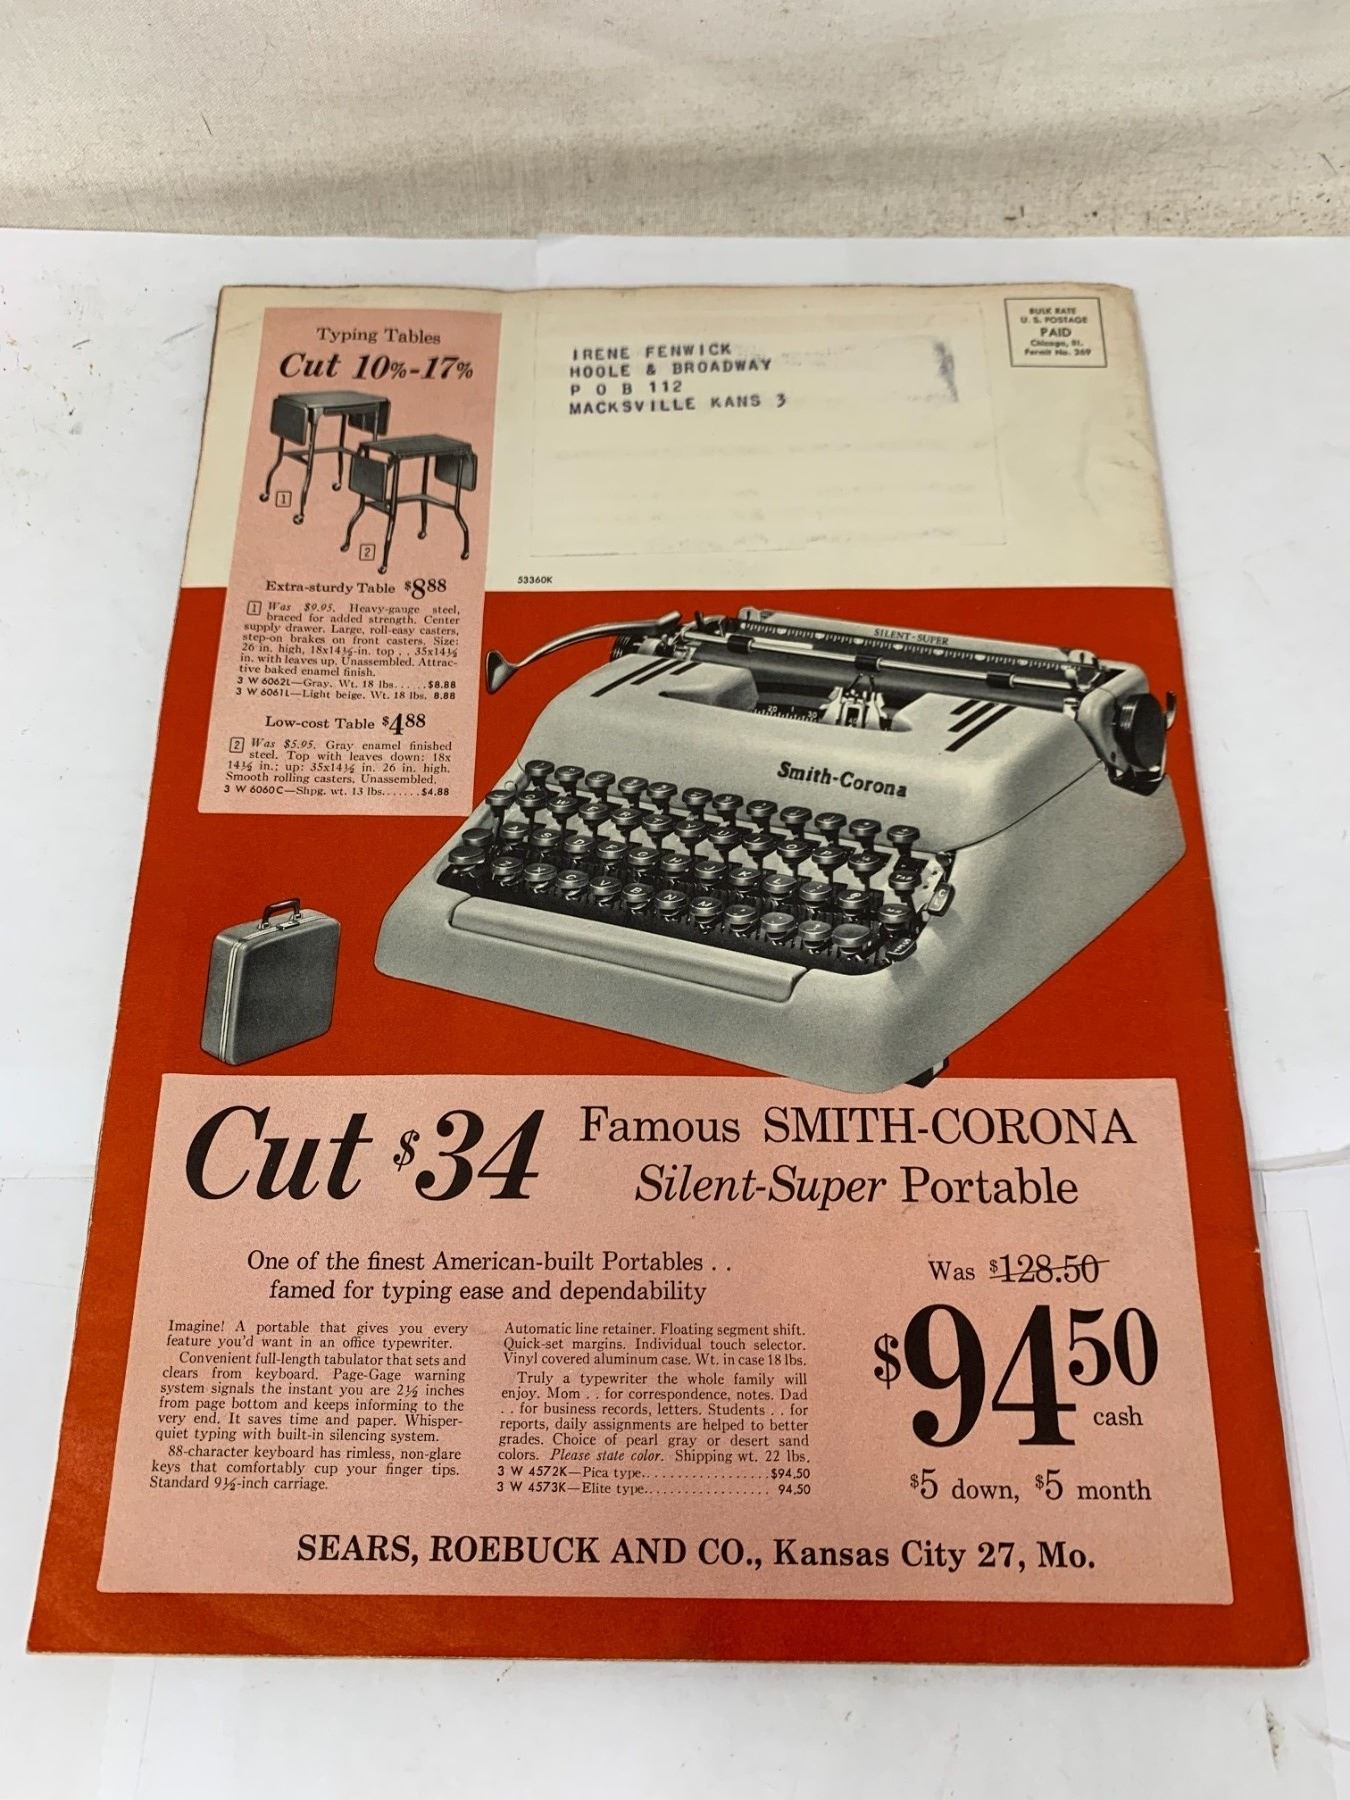 Typing Tables
Cut 10%-17%
1
2
Extra-sturdy Table $8.88
1 Was $9.95. Heavy-gauge steel,
braced for added strength. Center
supply drawer. Large, roll-easy casters,
step-on brakes on front casters. Size:
26 in. high, 18x14½-in. top . . 35x14½
in. with leaves up. Unassembled. Attrac-
tive baked enamel finish.
3 W 6062L—Gray. Wt. 18 lbs......$8.88
3 W 6061L—Light beige. Wt. 18 lbs. 8.88
Low-cost Table $4.88
2 Was $5.95. Gray enamel finished
steel. Top with leaves down: 18x
14½ in.; up: 35x14½ in. 26 in. high.
Smooth rolling casters. Unassembled.
3 W 6060C—Shpg. wt. 13 lbs.......$4.88
IRENE FENWICK
HOOLE & BROADWAY
P O B 112
MACKSVILLE KANS 3
BULK RATE
U. S. POSTAGE
PAID
Chicago, Ill.
Permit No. 269
53360K
SILENT-SUPER
Smith-Corona
Cut $34
Famous SMITH-CORONA
Silent-Super Portable
One of the finest American-built Portables . .
famed for typing ease and dependability
Imagine! A portable that gives you every
feature you'd want in an office typewriter.
Convenient full-length tabulator that sets and
clears from keyboard. Page-Gage warning
system signals the instant you are 2½ inches
from page bottom and keeps informing to the
very end. It saves time and paper. Whisper-
quiet typing with built-in silencing system.
88-character keyboard has rimless, non-glare
keys that comfortably cup your finger tips.
Standard 9½-inch carriage.
Automatic line retainer. Floating segment shift.
Quick-set margins. Individual touch selector.
Vinyl covered aluminum case. Wt. in case 18 lbs.
Truly a typewriter the whole family will
enjoy. Mom . . for correspondence, notes. Dad
. . for business records, letters. Students . . for
reports, daily assignments are helped to better
grades. Choice of pearl gray or desert sand
colors. Please state color. Shipping wt. 22 lbs.
3 W 4572K—Pica type..................$94.50
3 W 4573K—Elite type.................. 94.50
Was $128.50
$94.50
cash
$5 down, $5 month
SEARS, ROEBUCK AND CO., Kansas City 27, Mo.